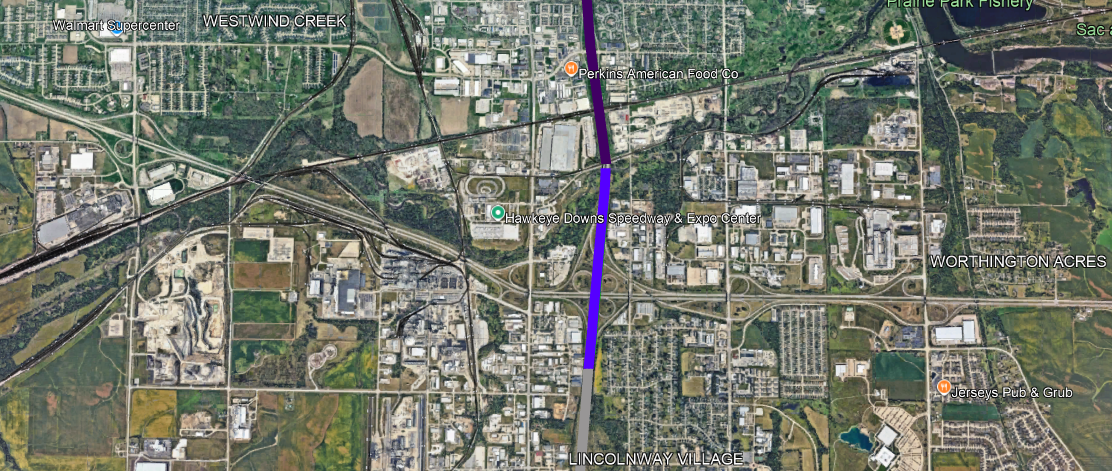 Prairie Park Fishery
WESTWIND CREEK
Walmart Supercenter
Sac a
Perkins American Food Co
Hawkeye Downs Speedway & Expo Center
WORTHINGTON ACRES
Jerseys Pub & Grub
LINCOLNWAY VILLAGE